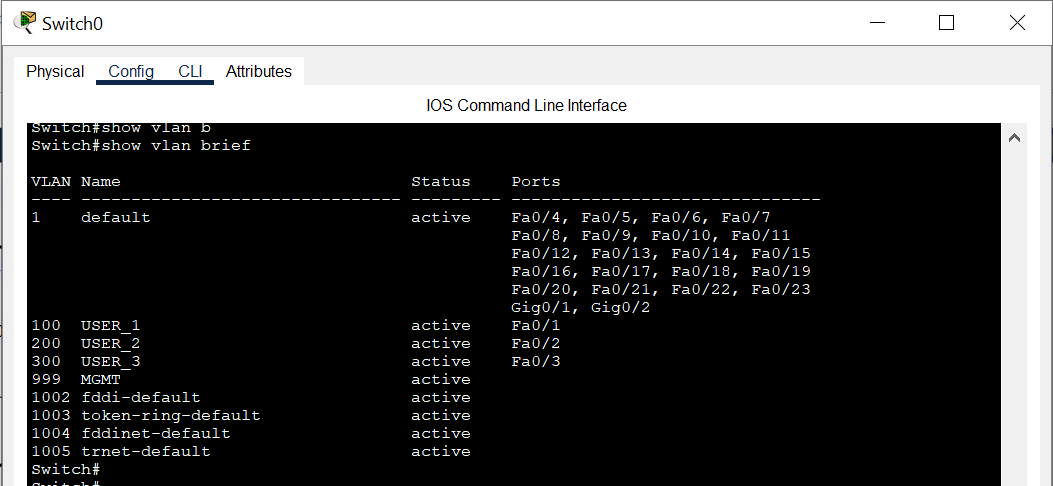 Switch0
Physical Config CLI Attributes
IOS Command Line Interface
Switch#show vlan b
Switch#show vlan brief
VLAN Name Status Ports
---- -------------------------------- --------- -------------------------------
1 default active Fa0/4, Fa0/5, Fa0/6, Fa0/7
Fa0/8, Fa0/9, Fa0/10, Fa0/11
Fa0/12, Fa0/13, Fa0/14, Fa0/15
Fa0/16, Fa0/17, Fa0/18, Fa0/19
Fa0/20, Fa0/21, Fa0/22, Fa0/23
Gig0/1, Gig0/2
100 USER_1 active Fa0/1
200 USER_2 active Fa0/2
300 USER_3 active Fa0/3
999 MGMT active
1002 fddi-default active
1003 token-ring-default active
1004 fddinet-default active
1005 trnet-default active
Switch#
Switch#